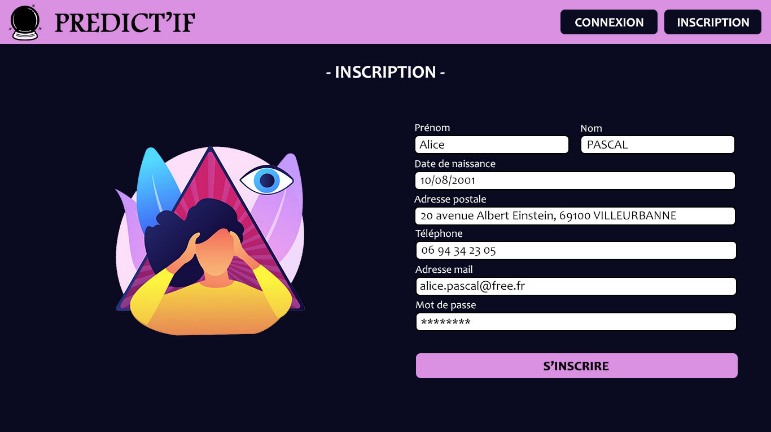 PREDICT'IF
CONNEXION
INSCRIPTION
- INSCRIPTION -
Prénom
Nom
Alice
PASCAL
Date de naissance
10/08/2001
Adresse postale
20 avenue Albert Einstein, 69100 VILLEURBANNE
Téléphone
06 94 34 23 05
Adresse mail
alice.pascal@free.fr
Mot de passe
********
S'INSCRIRE